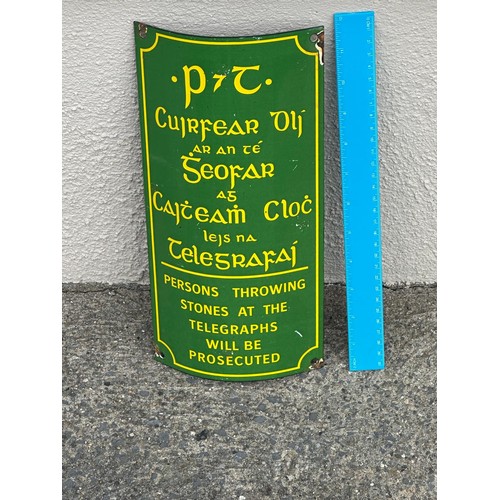 ·P⁊T·
Cuirfear Dlí
ar an té
Ġeofar
ag
Caiṫeaṁ Cloċ
leis na
Telegrafaí
PERSONS THROWING
STONES AT THE
TELEGRAPHS
WILL BE
PROSECUTED